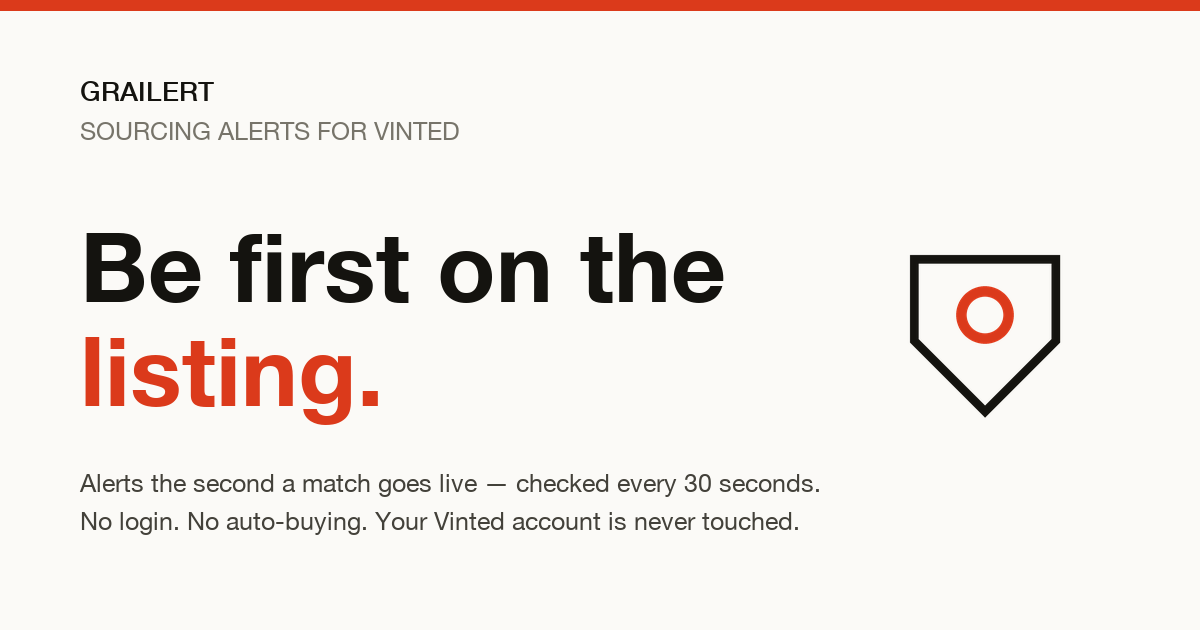 GRAILERT
SOURCING ALERTS FOR VINTED
Be first on the
listing.
Alerts the second a match goes live — checked every 30 seconds.
No login. No auto-buying. Your Vinted account is never touched.